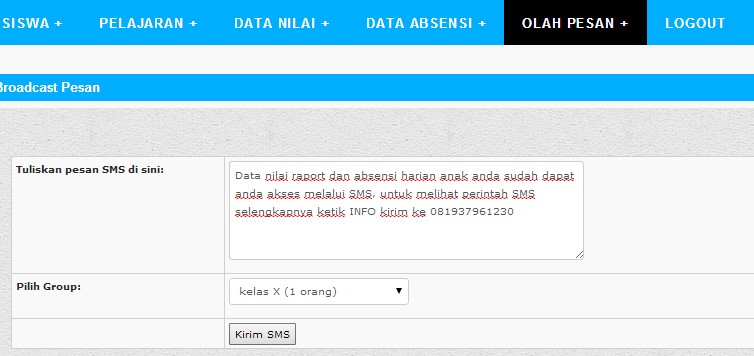 SISWA + PELAJARAN + DATA NILAI + DATA ABSENSI + OLAH PESAN + LOGOUT
Broadcast Pesan
Tuliskan pesan SMS di sini:
Data nilai raport dan absensi harian anak anda sudah dapat
anda akses melalui SMS, untuk melihat perintah SMS
selengkapnya ketik INFO kirim ke 081937961230
Pilih Group:
kelas X (1 orang)
Kirim SMS